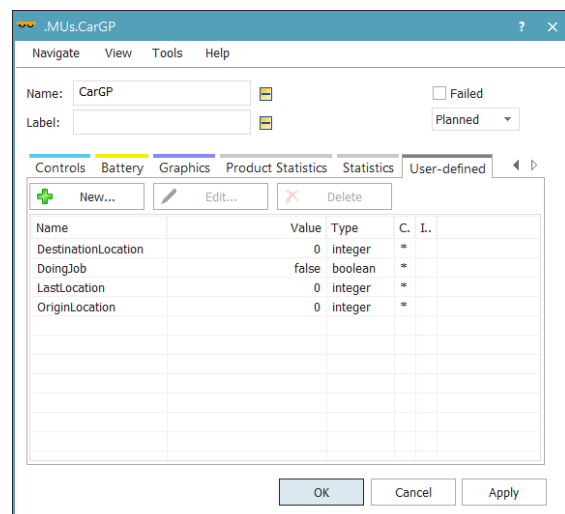 .MUs.CarGP ? ×
Navigate View Tools Help
Name: CarGP Failed
Label: Planned
Controls Battery Graphics Product Statistics Statistics User-defined
New... Edit... Delete
Name Value Type C. I..
DestinationLocation 0 integer *
DoingJob false boolean *
LastLocation 0 integer *
OriginLocation 0 integer *
OK Cancel Apply